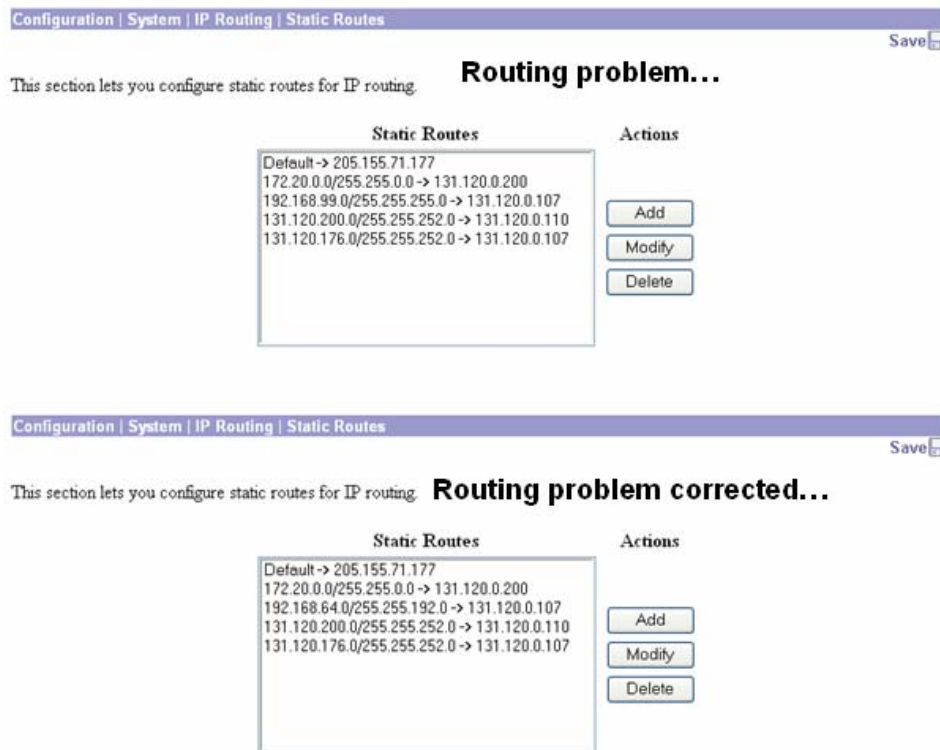 Configuration | System | IP Routing | Static Routes
Save
Routing problem...
This section lets you configure static routes for IP routing.
Static Routes
Actions
Default -> 205.155.71.177
172.20.0.0/255.255.0.0 -> 131.120.0.200
192.168.99.0/255.255.255.0 -> 131.120.0.107
131.120.200.0/255.255.252.0 -> 131.120.0.110
131.120.176.0/255.255.252.0 -> 131.120.0.107
Add
Modify
Delete
Configuration | System | IP Routing | Static Routes
Save
This section lets you configure static routes for IP routing.
Routing problem corrected...
Static Routes
Actions
Default -> 205.155.71.177
172.20.0.0/255.255.0.0 -> 131.120.0.200
192.168.64.0/255.255.192.0 -> 131.120.0.107
131.120.200.0/255.255.252.0 -> 131.120.0.110
131.120.176.0/255.255.252.0 -> 131.120.0.107
Add
Modify
Delete